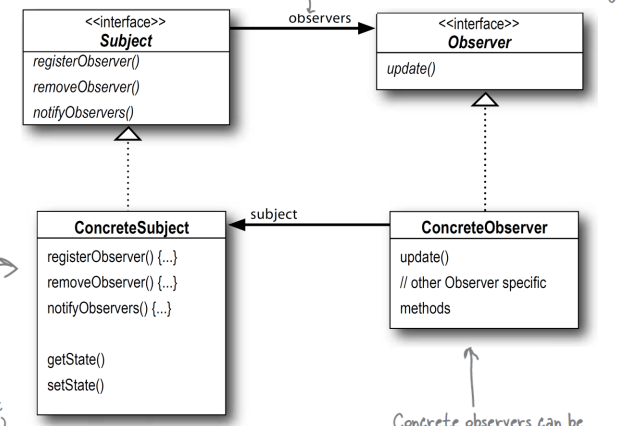 <<interface>>
Subject
registerObserver()
removeObserver()
notifyObservers()
observers
<<interface>>
Observer
update()
ConcreteSubject
registerObserver() {...}
removeObserver() {...}
notifyObservers() {...}
getState()
setState()
subject
ConcreteObserver
update()
// other Observer specific
methods
Concrete observers can be